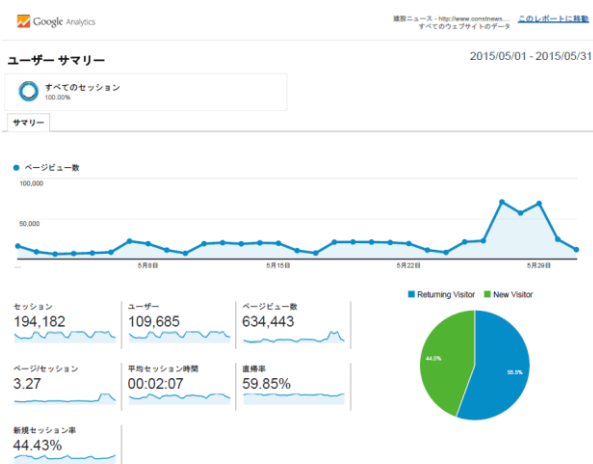 Google Analytics
建設ニュース - http://www.constnews....
すべてのウェブサイトのデータ
このレポートに移動
ユーザー サマリー
2015/05/01 - 2015/05/31
すべてのセッション
100.00%
サマリー
ページビュー数
100,000
50,000
...
5月8日
5月15日
5月22日
5月29日
セッション
194,182
ユーザー
109,685
ページビュー数
634,443
Returning Visitor
New Visitor
44.5%
55.5%
ページ/セッション
3.27
平均セッション時間
00:02:07
直帰率
59.85%
新規セッション率
44.43%